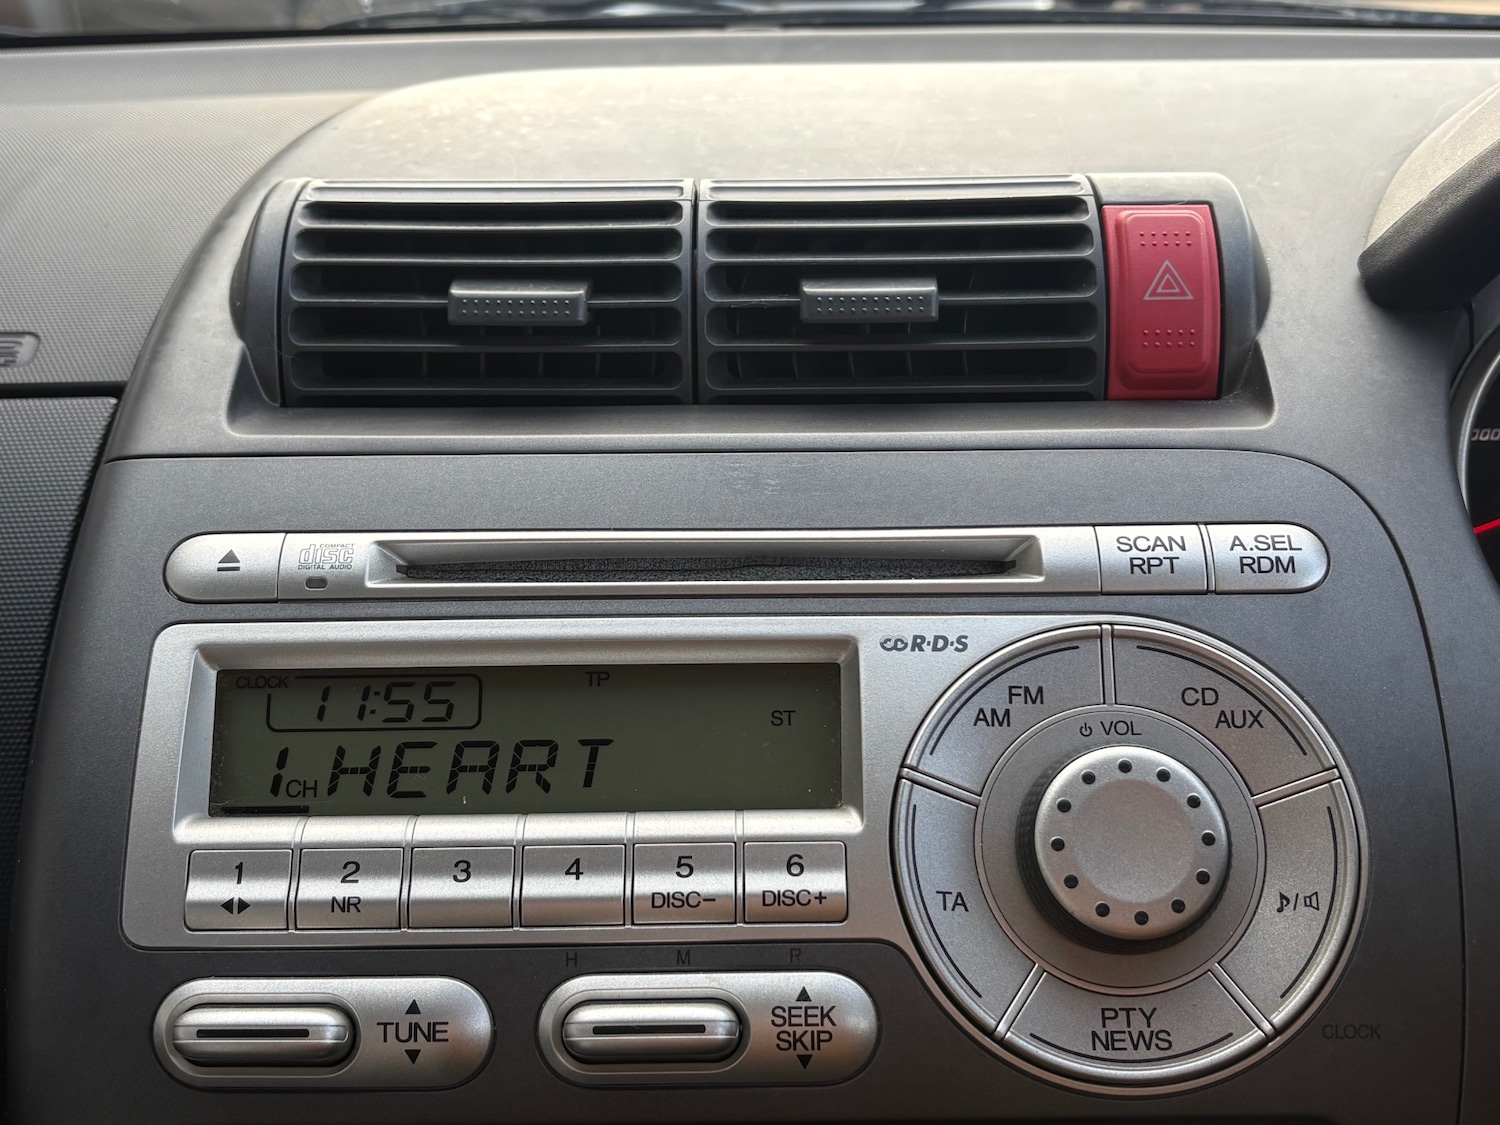 COMPACT
disc
DIGITAL AUDIO
SCAN
RPT
A.SEL
RDM
R·D·S
CLOCK 11:55 TP
ST
1CH HEART
FM
AM
CD
AUX
VOL
TA
PTY
NEWS
1
2
NR
3
4
5
DISC–
6
DISC+
H M R
TUNE
SEEK
SKIP
CLOCK